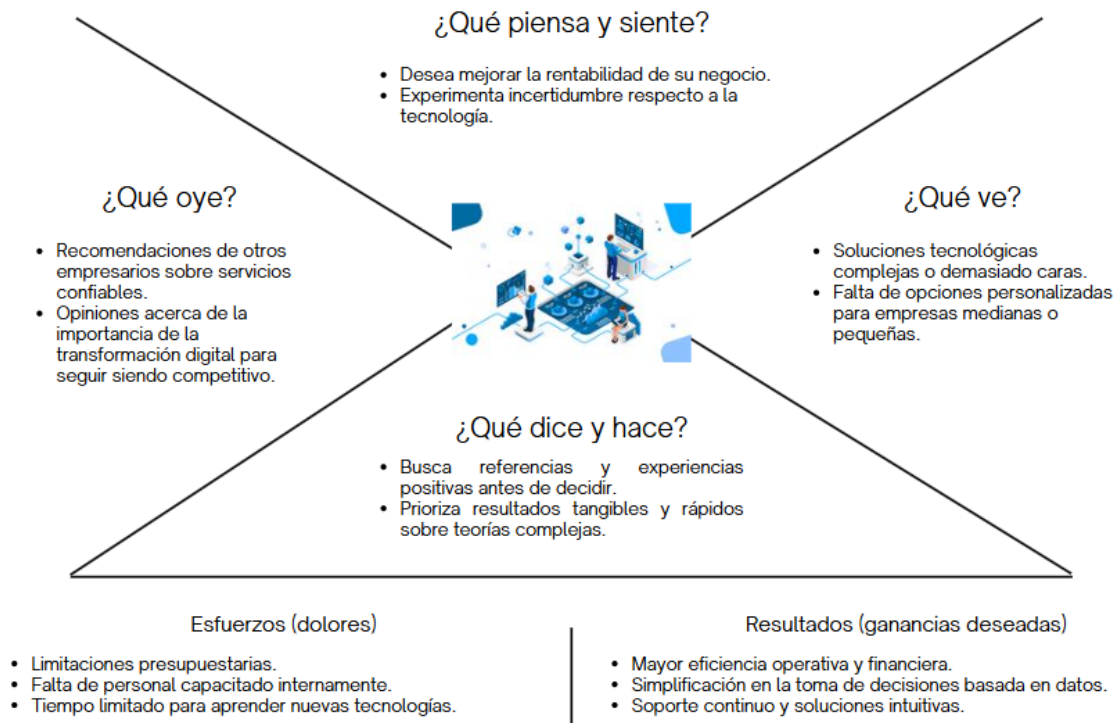 ¿Qué piensa y siente?
• Desea mejorar la rentabilidad de su negocio.
• Experimenta incertidumbre respecto a la
tecnología.
¿Qué oye?
• Recomendaciones de otros
empresarios sobre servicios
confiables.
• Opiniones acerca de la
importancia de la
transformación digital para
seguir siendo competitivo.
¿Qué ve?
• Soluciones tecnológicas
complejas o demasiado caras.
• Falta de opciones personalizadas
para empresas medianas o
pequeñas.
¿Qué dice y hace?
• Busca referencias y experiencias
positivas antes de decidir.
• Prioriza resultados tangibles y rápidos
sobre teorías complejas.
Esfuerzos (dolores)
• Limitaciones presupuestarias.
• Falta de personal capacitado internamente.
• Tiempo limitado para aprender nuevas tecnologías.
Resultados (ganancias deseadas)
• Mayor eficiencia operativa y financiera.
• Simplificación en la toma de decisiones basada en datos.
• Soporte continuo y soluciones intuitivas.